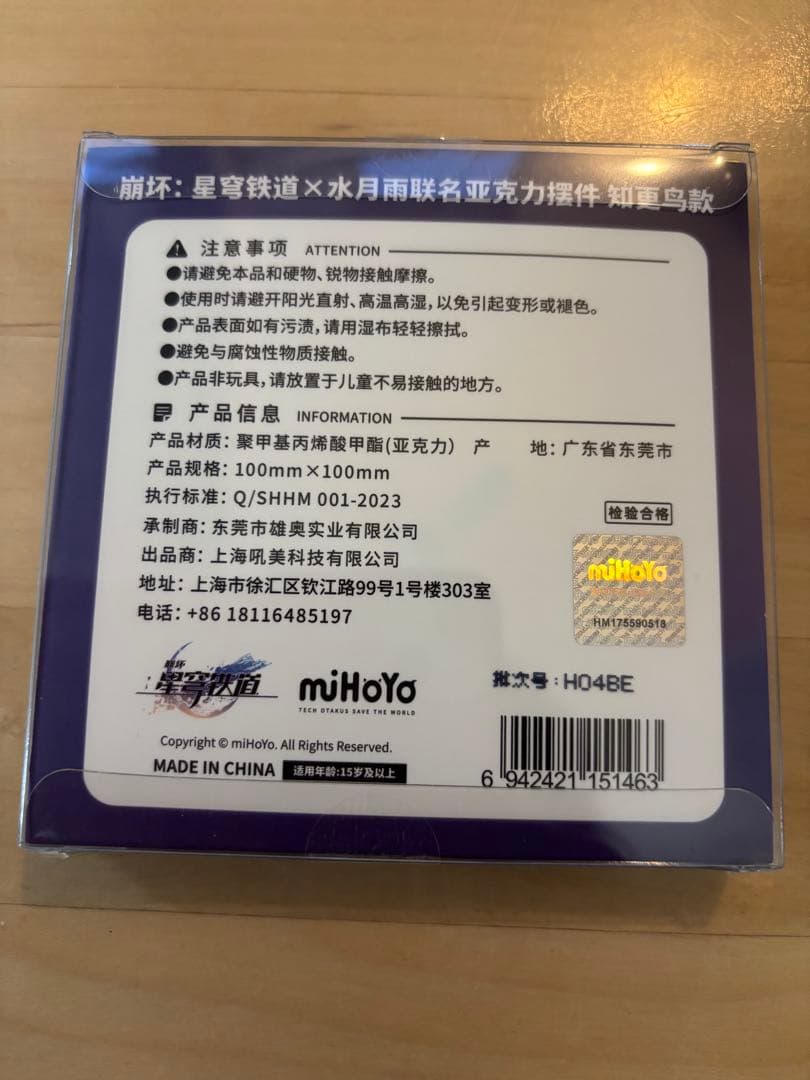 崩坏：星穹铁道×水月雨联名亚克力摆件 知更鸟款
注意事项 ATTENTION
●请避免本品和硬物、锐物接触摩擦。
●使用时请避开阳光直射、高温高湿，以免引起变形或褪色。
●产品表面如有污渍，请用湿布轻轻擦拭。
●避免与腐蚀性物质接触。
●产品非玩具，请放置于儿童不易接触的地方。
产品信息 INFORMATION
产品材质：聚甲基丙烯酸甲酯(亚克力) 产 地：广东省东莞市
产品规格：100mm×100mm
执行标准：Q/SHHM 001-2023
检验合格
承制商：东莞市雄奥实业有限公司
出品商：上海吼美科技有限公司
地址：上海市徐汇区钦江路99号1号楼303室
电话：+86 18116485197
miHoYo
HM175590518
崩坏
星穹铁道
miHoYo
TECH OTAKUS SAVE THE WORLD
批次号：H04BE
Copyright © miHoYo. All Rights Reserved.
MADE IN CHINA 适用年龄:15岁及以上
6 942421 151463